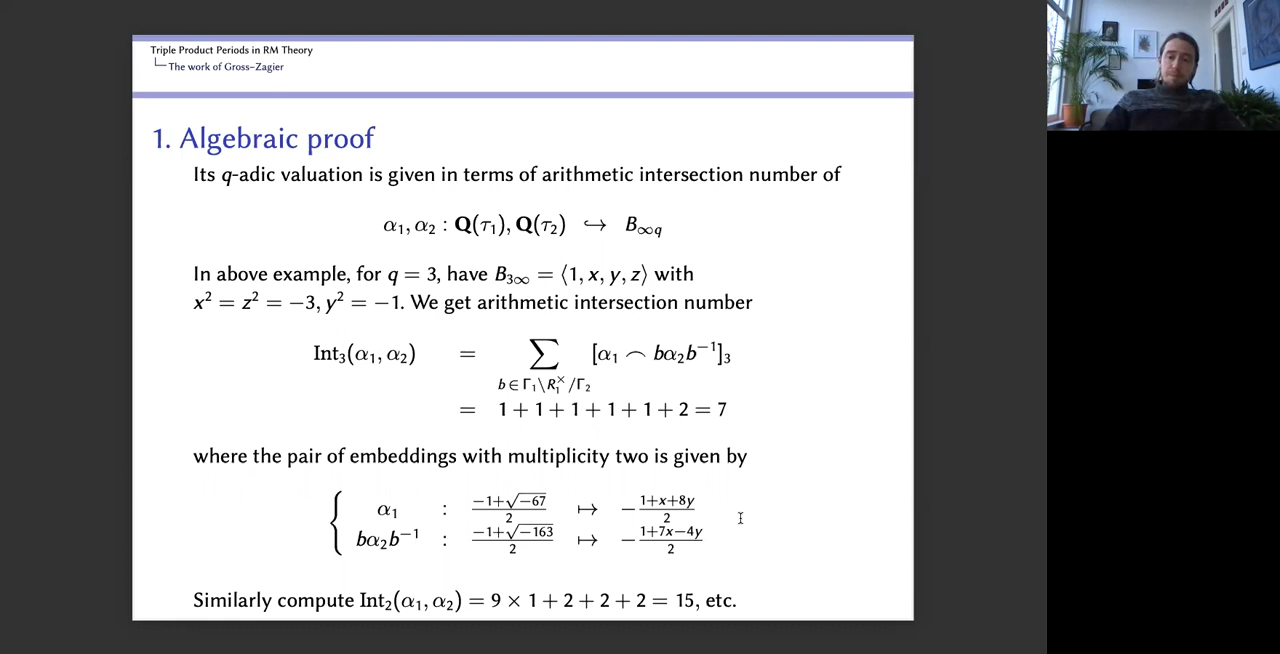 Triple Product Periods in RM Theory
The work of Gross–Zagier
1. Algebraic proof
Its q-adic valuation is given in terms of arithmetic intersection number of
α₁, α₂ : Q(τ₁), Q(τ₂) ↪ B∞q
In above example, for q = 3, have B₃∞ = ⟨1, x, y, z⟩ with
x² = z² = −3, y² = −1. We get arithmetic intersection number
Int₃(α₁, α₂) = ∑ [α₁ ⌢ bα₂b⁻¹]₃
b∈Γ₁\R₁ˣ/Γ₂
= 1 + 1 + 1 + 1 + 1 + 2 = 7
where the pair of embeddings with multiplicity two is given by
{ α₁ : (−1+√−67)/2 ↦ −(1+x+8y)/2
bα₂b⁻¹ : (−1+√−163)/2 ↦ −(1+7x−4y)/2
Similarly compute Int₂(α₁, α₂) = 9 × 1 + 2 + 2 + 2 = 15, etc.